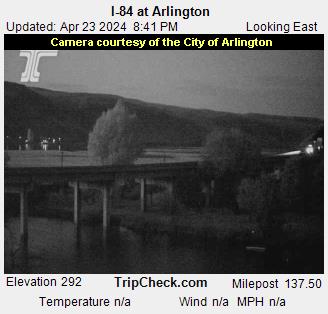 I-84 at Arlington
Updated: Apr 23 2024 8:41 PM Looking East
Camera courtesy of the City of Arlington
Elevation 292 TripCheck.com Milepost 137.50
Temperature n/a Wind n/a MPH n/a